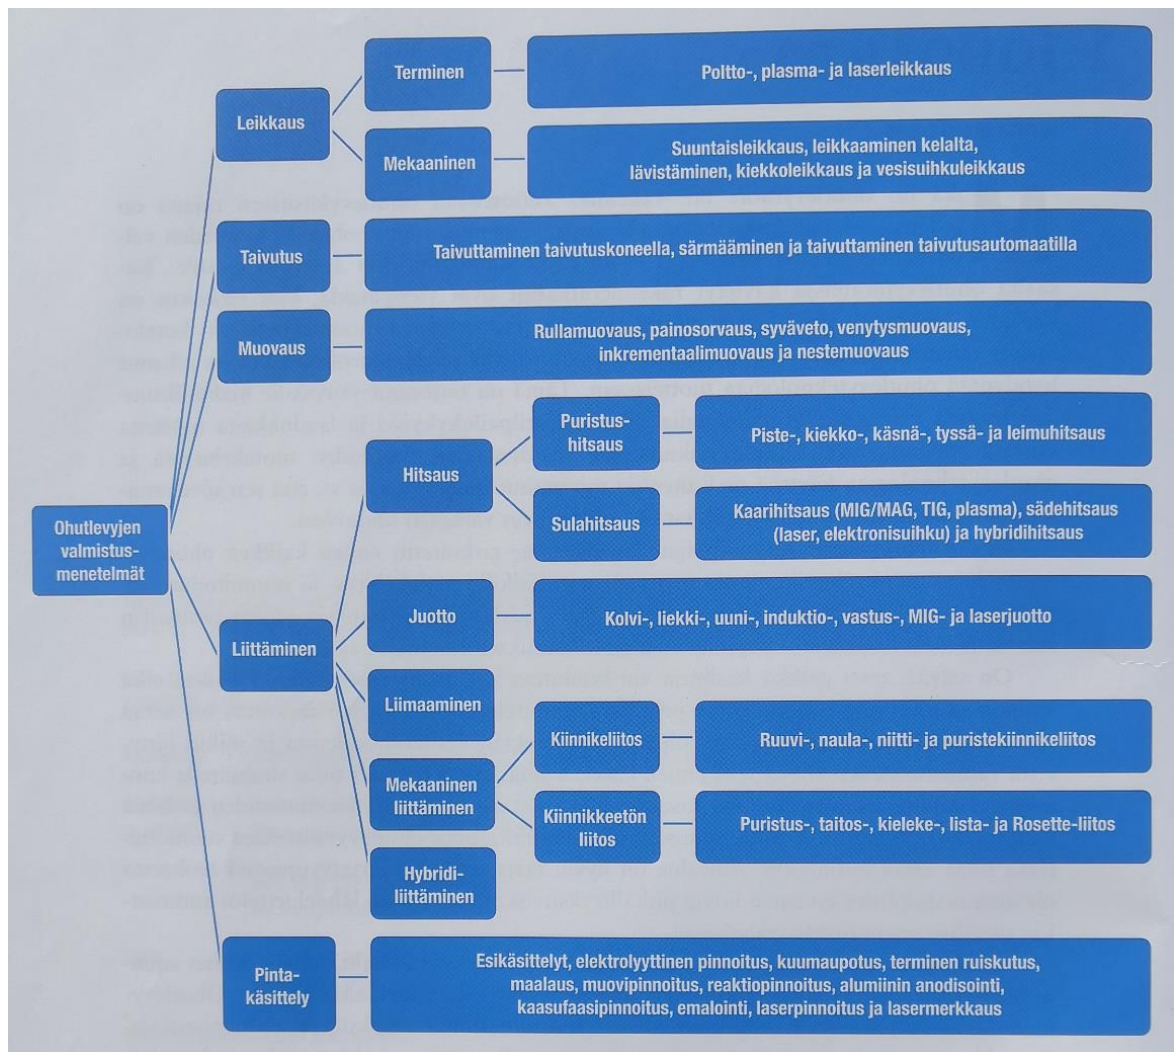 Ohutlevyjen
valmistus-
menetelmät
Leikkaus
Terminen
Poltto-, plasma- ja laserleikkaus
Mekaaninen
Suuntaisleikkaus, leikkaaminen kelalta,
lävistäminen, kiekkoleikkaus ja vesisuihkuleikkaus
Taivutus
Taivuttaminen taivutuskoneella, särmääminen ja taivuttaminen taivutusautomaatilla
Muovaus
Rullamuovaus, painosorvaus, syväveto, venytysmuovaus,
inkrementaalimuovaus ja nestemuovaus
Liittäminen
Hitsaus
Puristus-
hitsaus
Piste-, kiekko-, käsnä-, tyssä- ja leimuhitsaus
Sulahitsaus
Kaarihitsaus (MIG/MAG, TIG, plasma), sädehitsaus
(laser, elektronisuihku) ja hybridihitsaus
Juotto
Kolvi-, liekki-, uuni-, induktio-, vastus-, MIG- ja laserjuotto
Liimaaminen
Mekaaninen
liittäminen
Kiinnikeliitos
Ruuvi-, naula-, niitti- ja puristekiinnikeliitos
Kiinnikkeetön
liitos
Puristus-, taitos-, kieleke-, lista- ja Rosette-liitos
Hybridi-
liittäminen
Pinta-
käsittely
Esikäsittelyt, elektrolyyttinen pinnoitus, kuumaupotus, terminen ruiskutus,
maalaus, muovipinnoitus, reaktiopinnoitus, alumiinin anodisointi,
kaasufaasipinnoitus, emalointi, laserpinnoitus ja lasermerkkaus